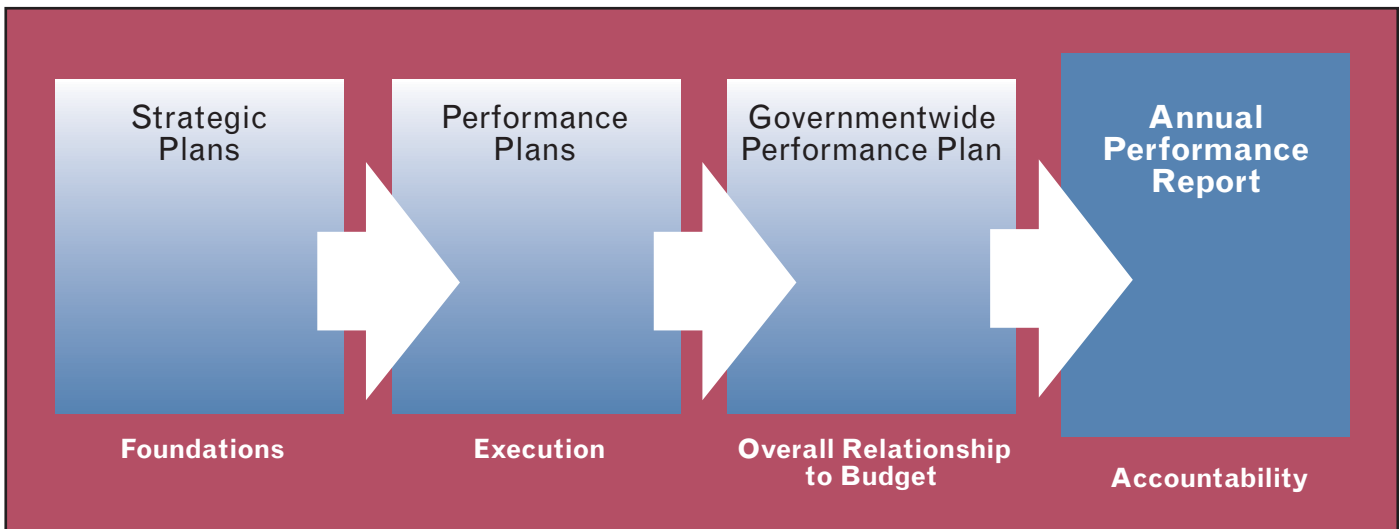 Strategic
Plans
Performance
Plans
Governmentwide
Performance Plan
Annual
Performance
Report
Foundations
Execution
Overall Relationship
to Budget
Accountability